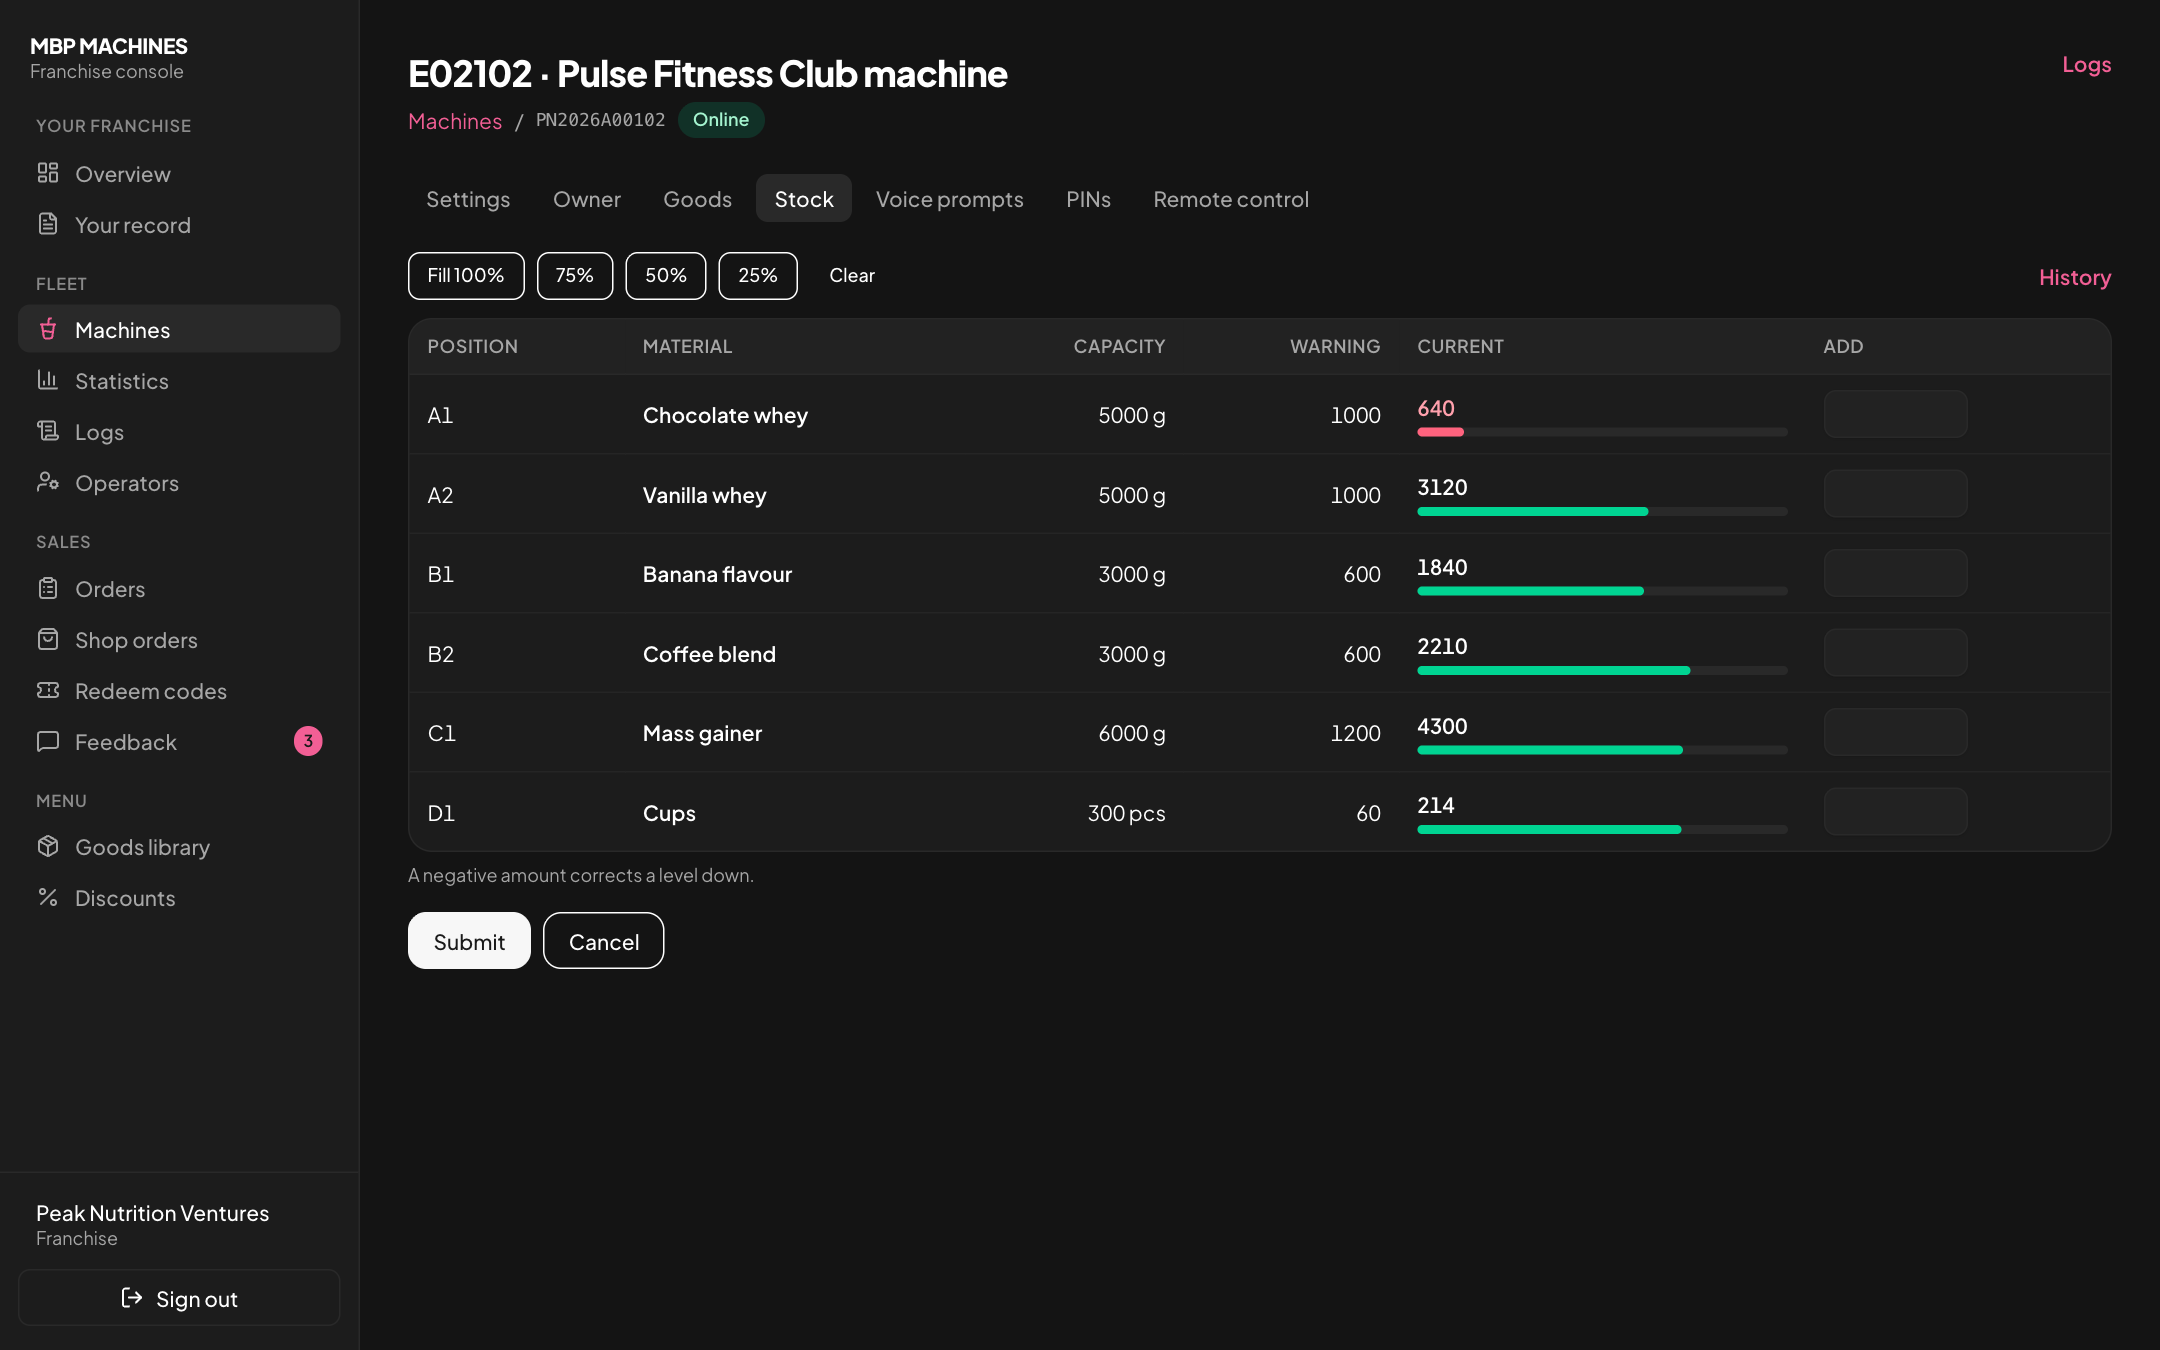 MBP MACHINES
Franchise console
YOUR FRANCHISE
Overview
Your record
FLEET
Machines
Statistics
Logs
Operators
SALES
Orders
Shop orders
Redeem codes
Feedback 3
MENU
Goods library
Discounts
Peak Nutrition Ventures
Franchise
Sign out
E02102 · Pulse Fitness Club machine
Logs
Machines / PN2026A00102 Online
Settings Owner Goods Stock Voice prompts PINs Remote control
Fill 100% 75% 50% 25% Clear History
POSITION MATERIAL CAPACITY WARNING CURRENT ADD
A1 Chocolate whey 5000 g 1000 640
A2 Vanilla whey 5000 g 1000 3120
B1 Banana flavour 3000 g 600 1840
B2 Coffee blend 3000 g 600 2210
C1 Mass gainer 6000 g 1200 4300
D1 Cups 300 pcs 60 214
A negative amount corrects a level down.
Submit Cancel